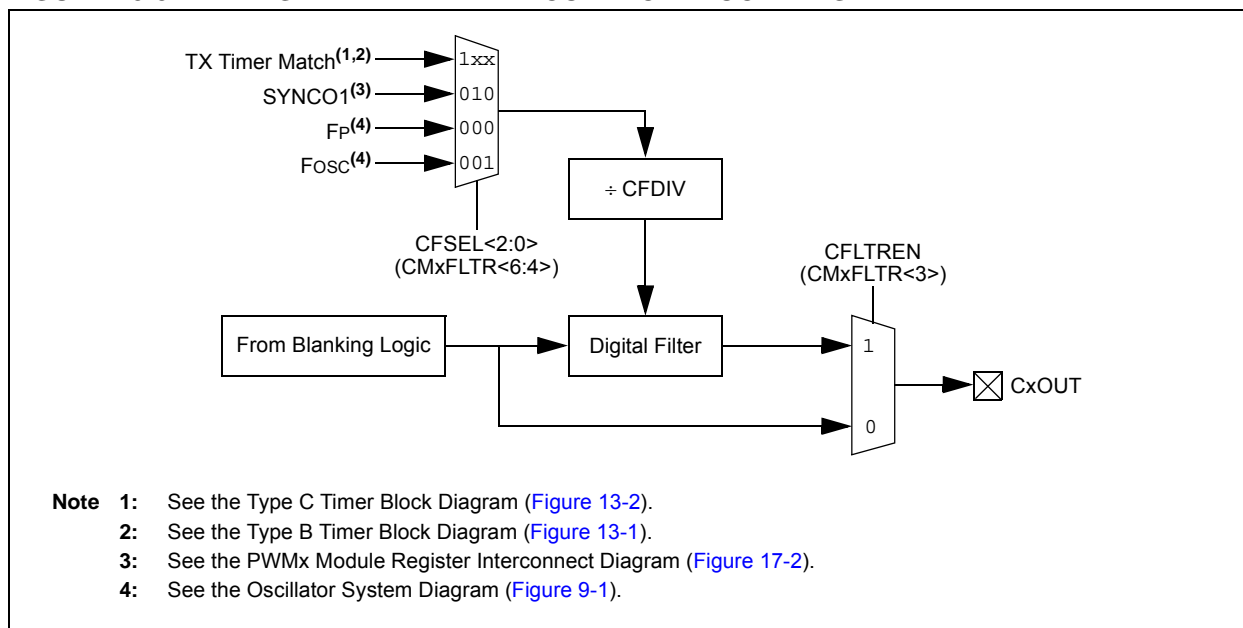 TX Timer Match(1,2)
SYNCO1(3)
FP(4)
FOSC(4)
1xx
010
000
001
÷ CFDIV
CFSEL<2:0>
(CMxFLTR<6:4>)
CFLTREN
(CMxFLTR<3>)
From Blanking Logic
Digital Filter
1
0
CxOUT
Note 1: See the Type C Timer Block Diagram (Figure 13-2).
2: See the Type B Timer Block Diagram (Figure 13-1).
3: See the PWMx Module Register Interconnect Diagram (Figure 17-2).
4: See the Oscillator System Diagram (Figure 9-1).